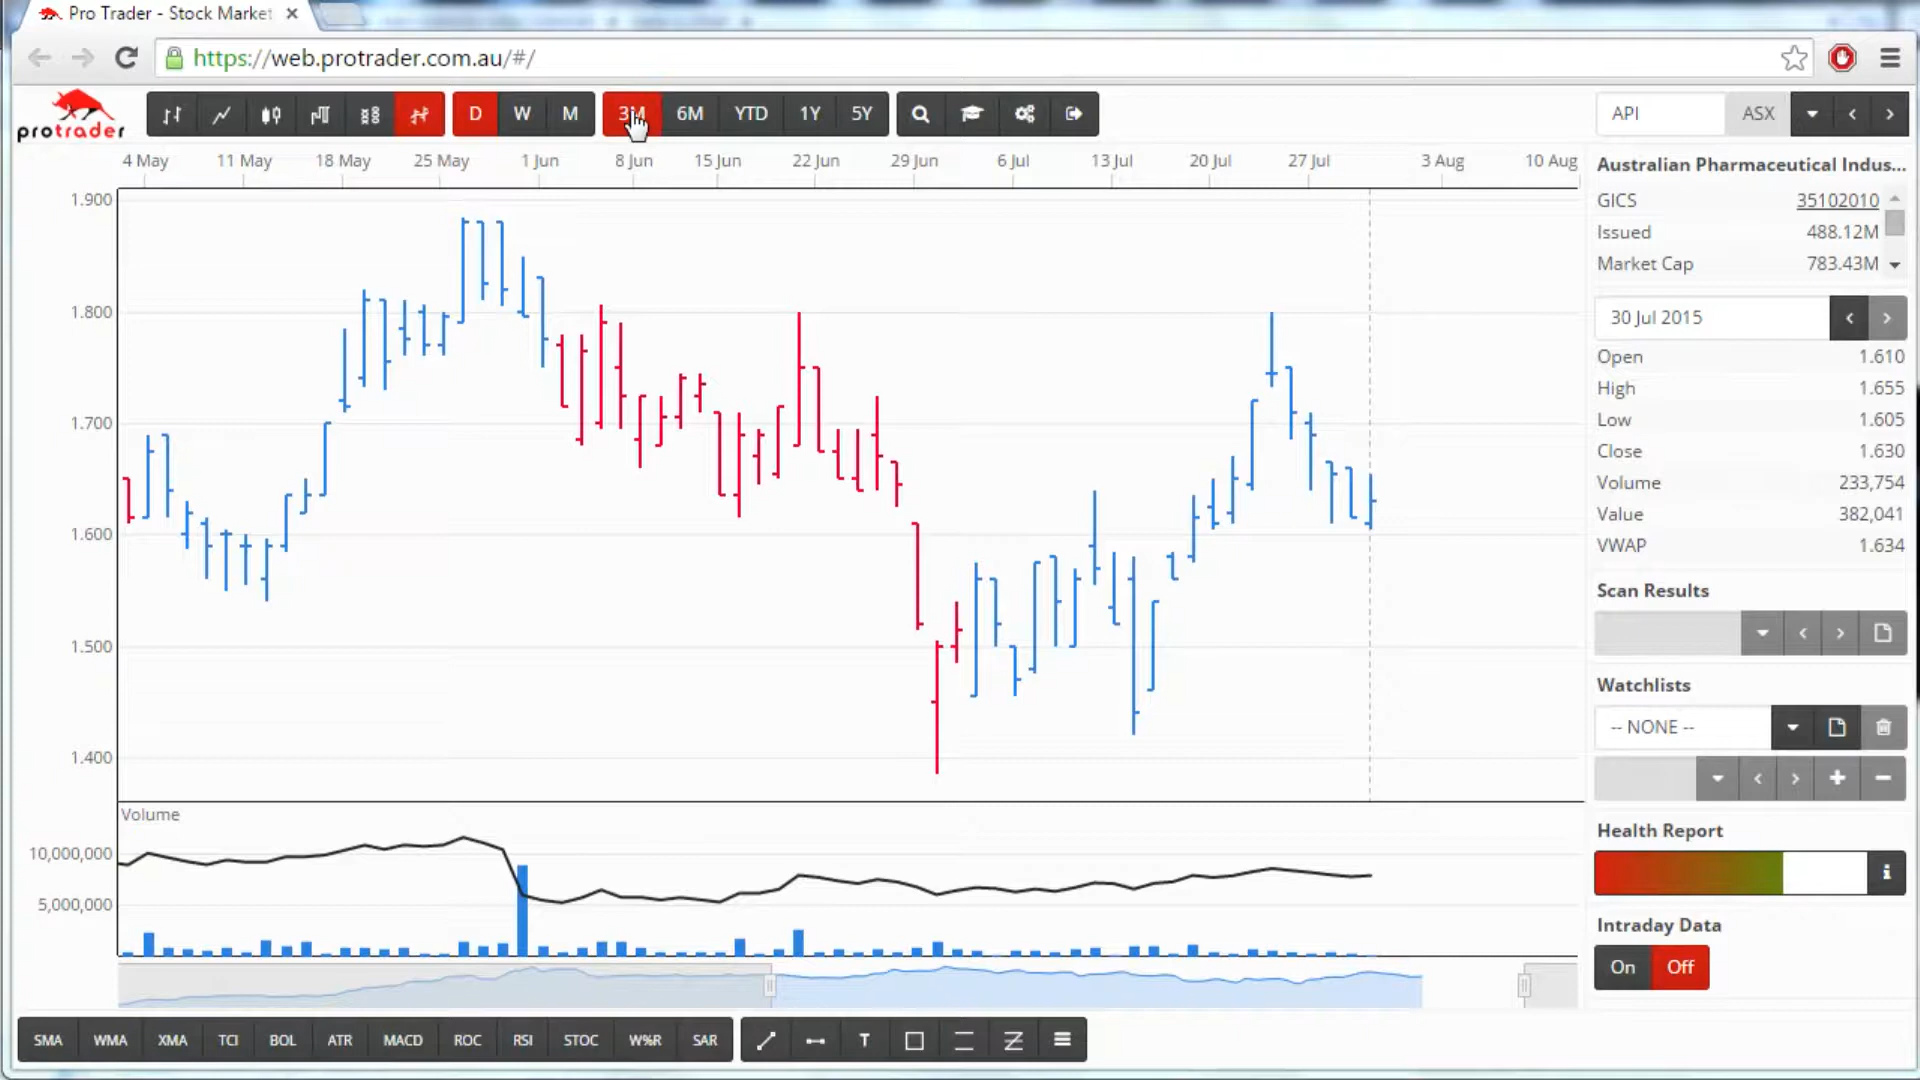 Pro Trader - Stock Market
https://web.protrader.com.au/#/
protrader
D W M 3M 6M YTD 1Y 5Y
API ASX
4 May 11 May 18 May 25 May 1 Jun 8 Jun 15 Jun 22 Jun 29 Jun 6 Jul 13 Jul 20 Jul 27 Jul 3 Aug 10 Aug
1.900
1.800
1.700
1.600
1.500
1.400
Volume
10,000,000
5,000,000
Australian Pharmaceutical Indus...
GICS 35102010
Issued 488.12M
Market Cap 783.43M
30 Jul 2015
Open 1.610
High 1.655
Low 1.605
Close 1.630
Volume 233,754
Value 382,041
VWAP 1.634
Scan Results
Watchlists
-- NONE --
Health Report
Intraday Data
On Off
SMA WMA XMA TCI BOL ATR MACD ROC RSI STOC W%R SAR T